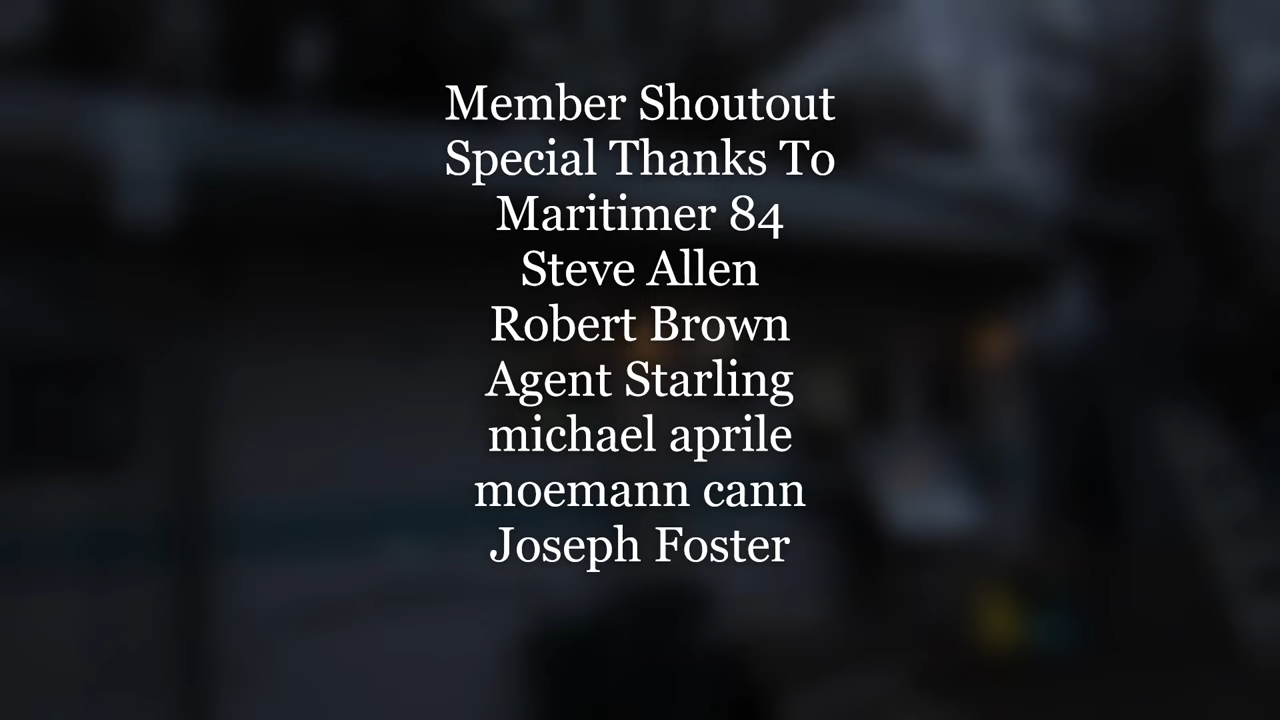 Member Shoutout
Special Thanks To
Maritimer 84
Steve Allen
Robert Brown
Agent Starling
michael aprile
moemann cann
Joseph Foster